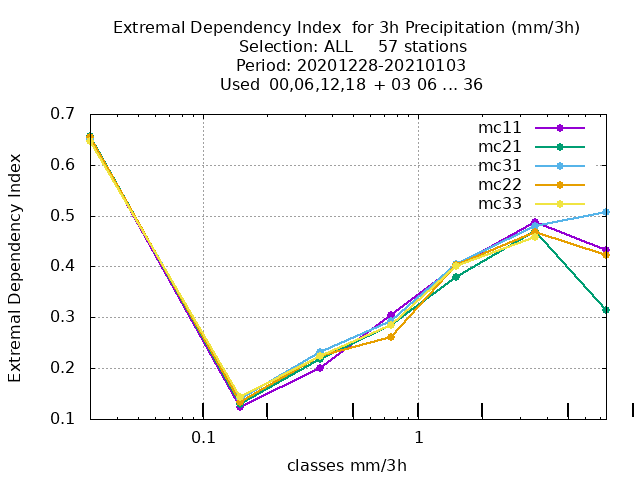 Extremal Dependency Index  for 3h Precipitation (mm/3h)
Selection: ALL     57 stations
Period: 20201228-20210103
Used  00,06,12,18  + 03 06 ... 36
mc11
mc21
mc31
mc22
mc33
0.7
0.6
0.5
0.4
0.3
0.2
0.1
Extremal Dependency Index
0.1
1
classes mm/3h